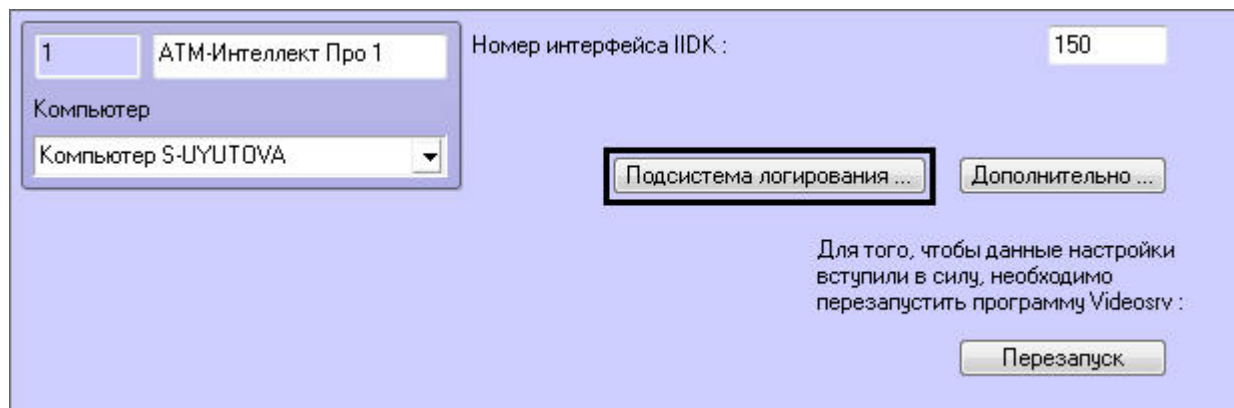 1
АТМ-Интеллект Про 1
Номер интерфейса IIDK :
150
Компьютер
Компьютер S-UYUTOVA
Подсистема логирования ...
Дополнительно ...
Для того, чтобы данные настройки
вступили в силу, необходимо
перезапустить программу Videosrv :
Перезапуск